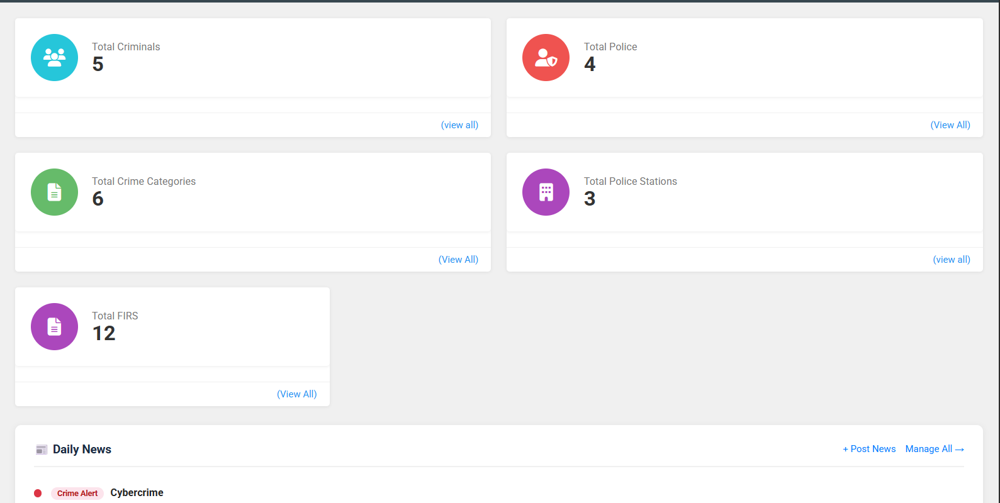 Total Criminals
5
(view all)
Total Police
4
(View All)
Total Crime Categories
6
(View All)
Total Police Stations
3
(view all)
Total FIRS
12
(View All)
Daily News
+ Post News Manage All →
Crime Alert Cybercrime